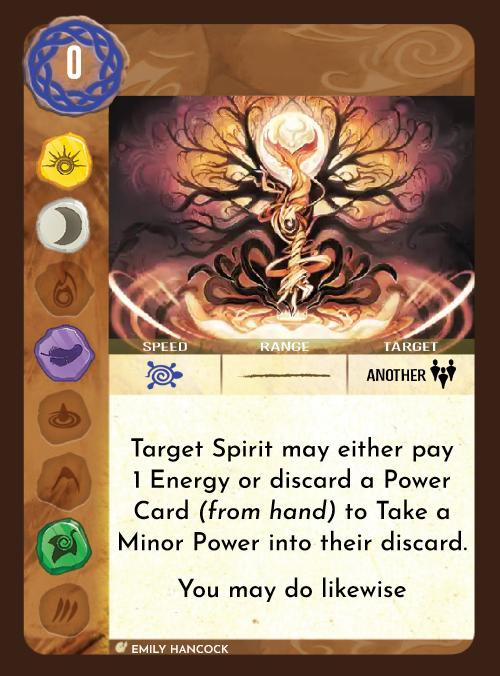 0
SPEED RANGE TARGET
ANOTHER
Target Spirit may either pay
1 Energy or discard a Power
Card (from hand) to Take a
Minor Power into their discard.
You may do likewise
EMILY HANCOCK